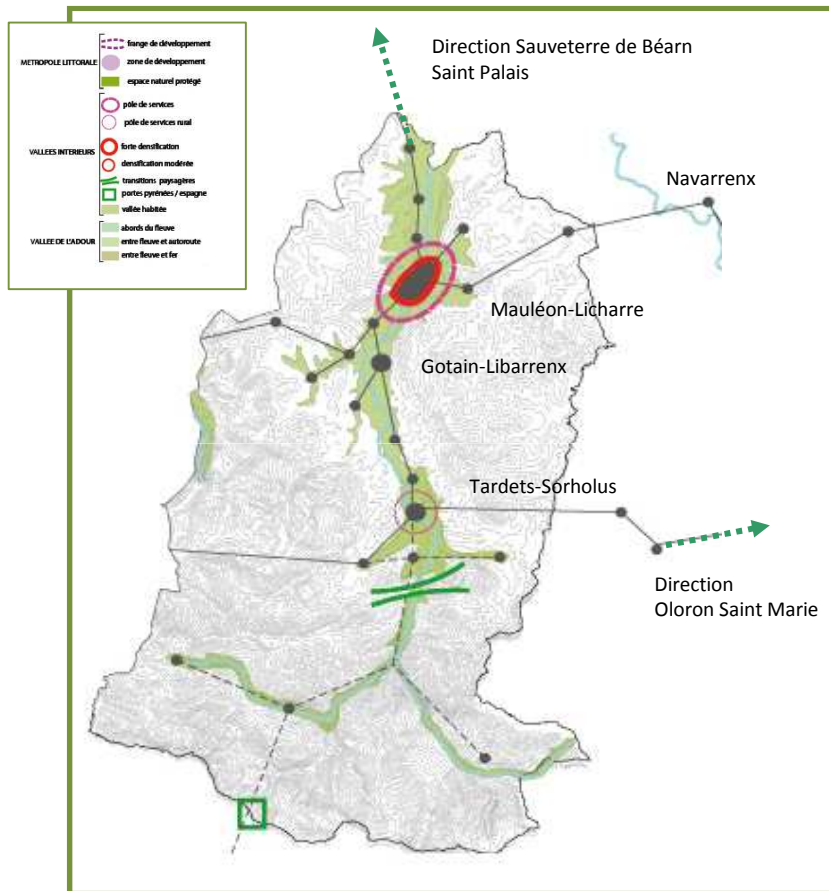 METROPOLE LITTORALE
frange de développement
zone de développement
espace naturel protégé
VALLEES INTERIEURS
pôle de services
pôle de services rural
forte densification
densification modérée
transitions paysagères
portes pyrénées / espagne
vallée habitée
VALLEE DE L'ADOUR
abords du fleuve
entre fleuve et autoroute
entre fleuve et fer
Direction Sauveterre de Béarn
Saint Palais
Navarrenx
Mauléon-Licharre
Gotain-Libarrenx
Tardets-Sorholus
Direction
Oloron Saint Marie